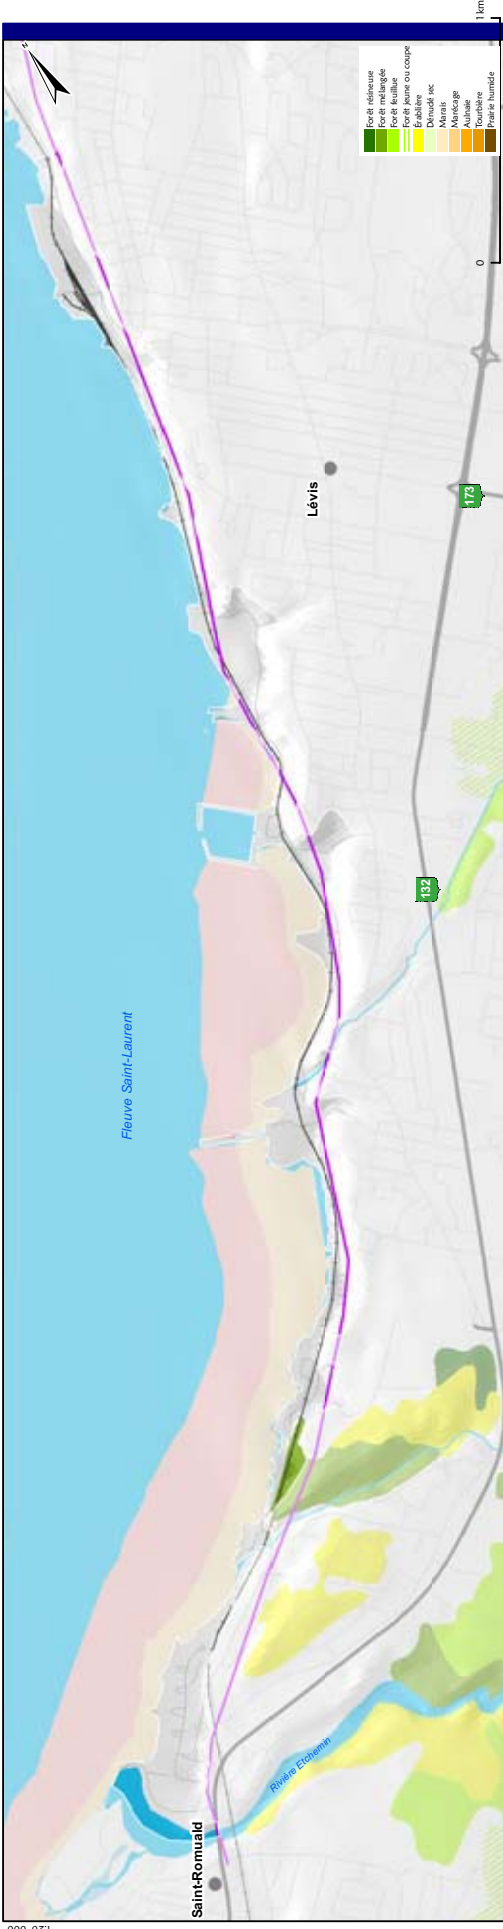 N
1 km
0
Forêt résineuse
Forêt mélangée
Forêt feuillue
Forêt jeune ou coupe
Érablière
Dénudé sec
Marais
Marécage
Aulnaie
Tourbière
Prairie humide
Lévis
173
132
Fleuve Saint-Laurent
Rivière Etchemin
Saint-Romuald